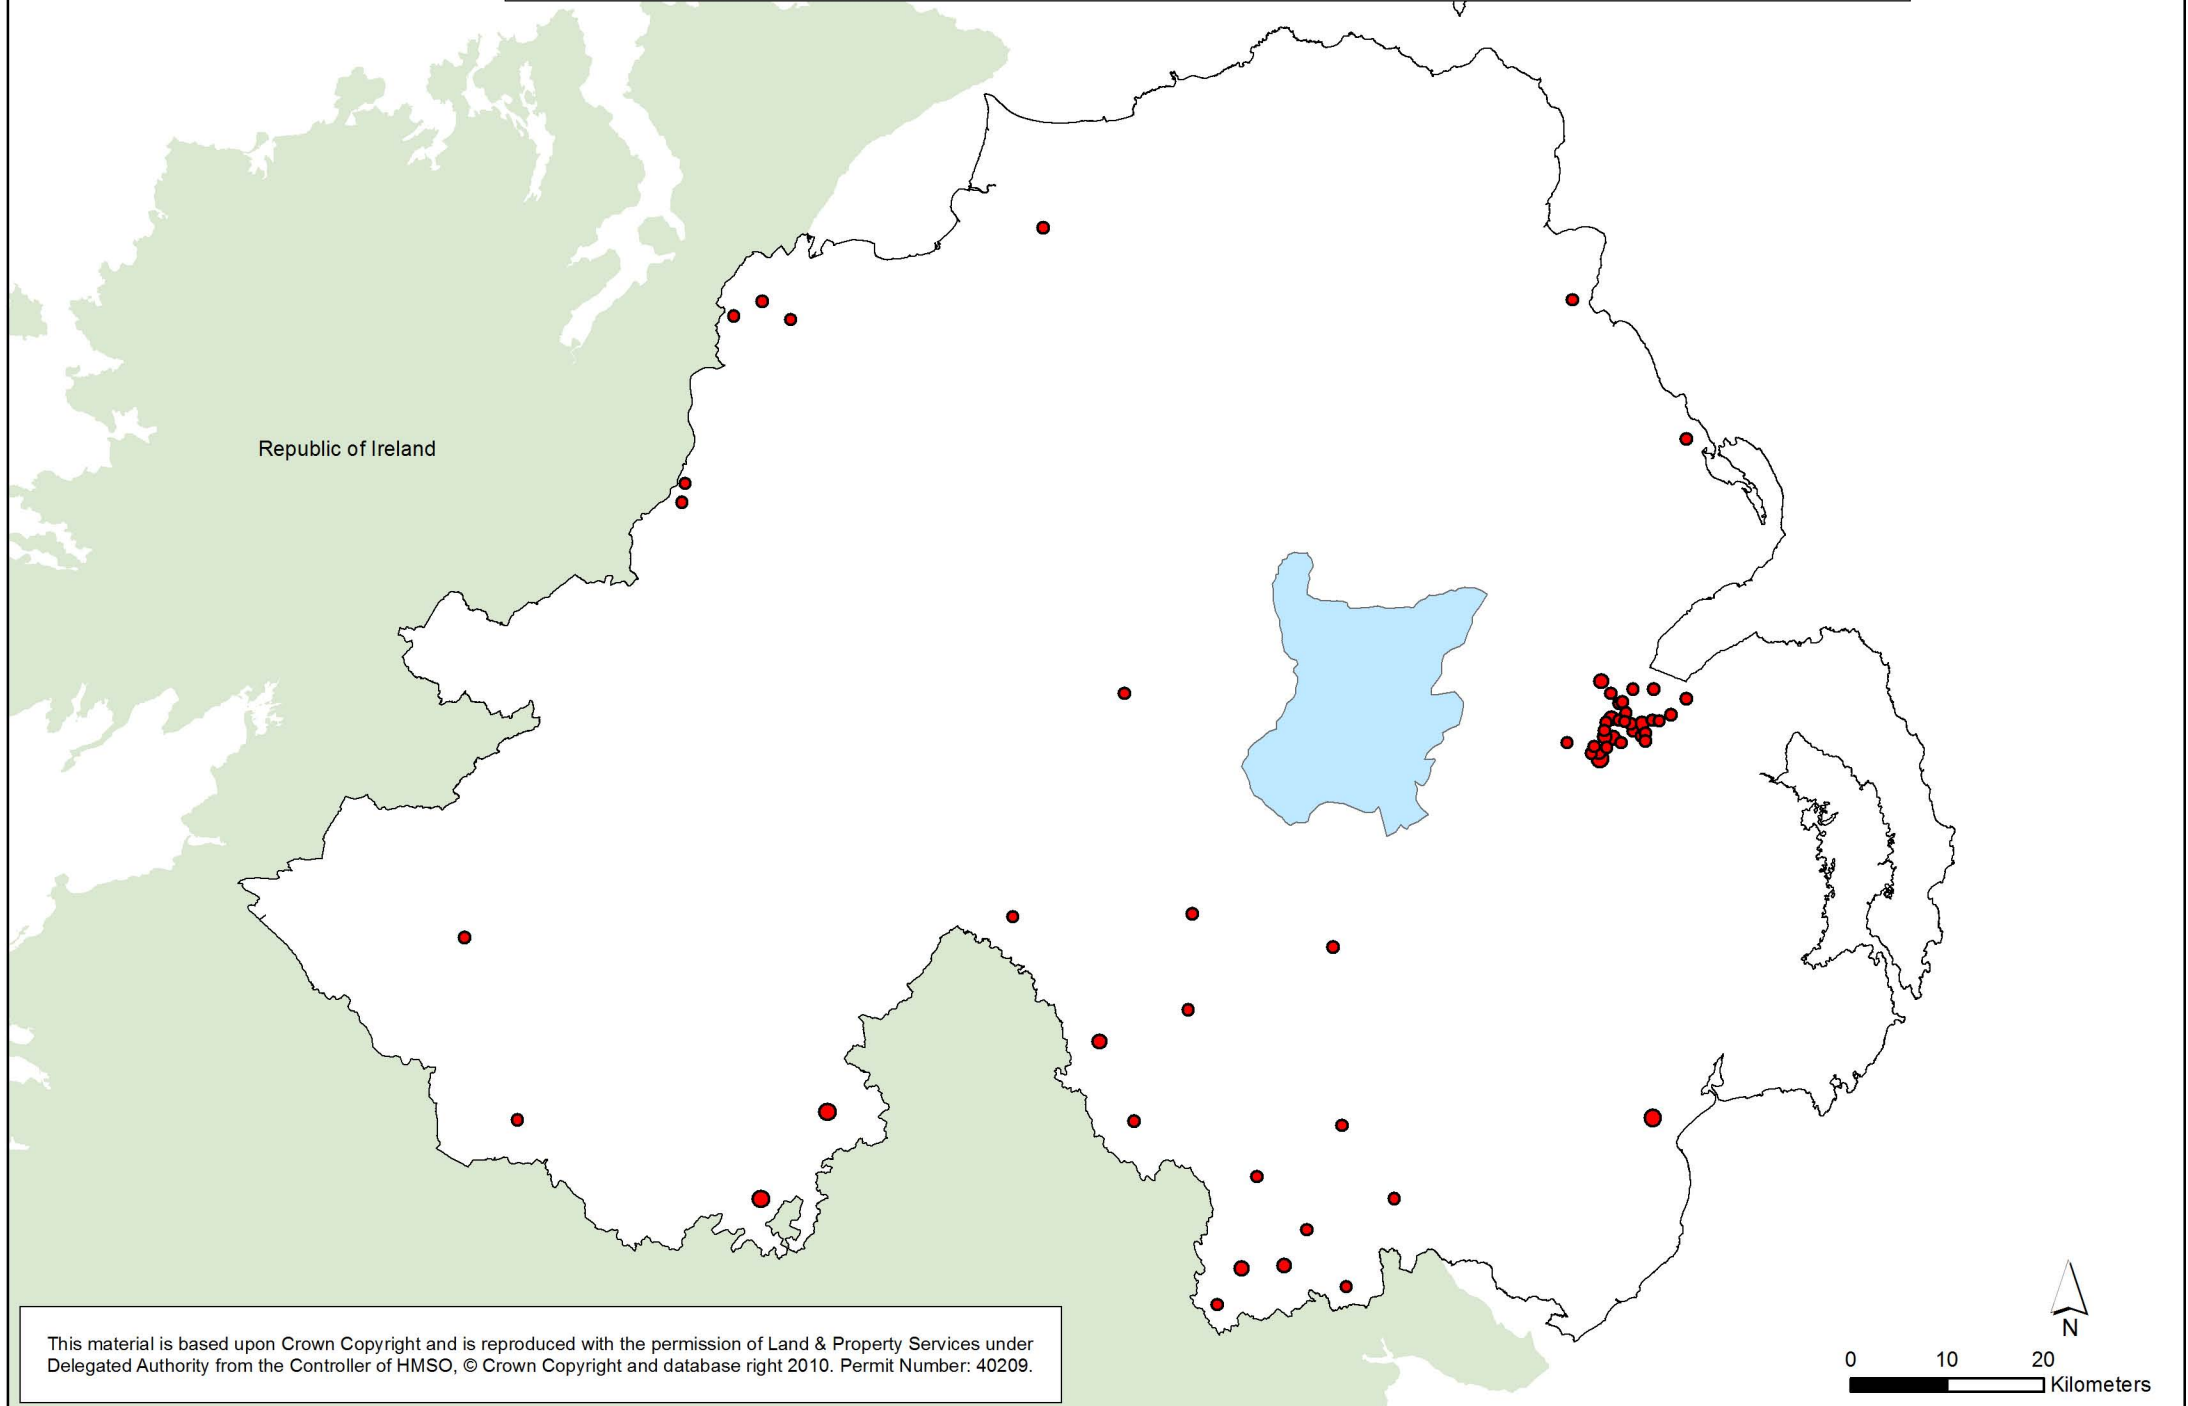 Republic of Ireland
This material is based upon Crown Copyright and is reproduced with the permission of Land & Property Services under
Delegated Authority from the Controller of HMSO, © Crown Copyright and database right 2010. Permit Number: 40209.
N
0 10 20
Kilometers